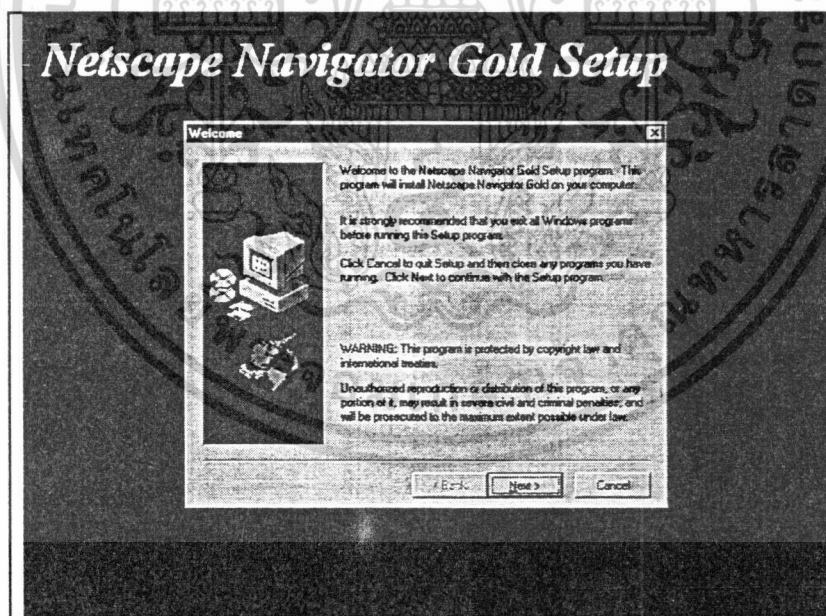 Netscape Navigator Gold Setup
Welcome
Welcome to the Netscape Navigator Gold Setup program. This
program will install Netscape Navigator Gold on your computer.
It is strongly recommended that you exit all Windows programs
before running this Setup program.
Click Cancel to quit Setup and then close any programs you have
running. Click Next to continue with the Setup program.
WARNING: This program is protected by copyright law and
international treaties.
Unauthorized reproduction or distribution of this program, or any
portion of it, may result in severe civil and criminal penalties, and
will be prosecuted to the maximum extent possible under law.
< Back
Next >
Cancel